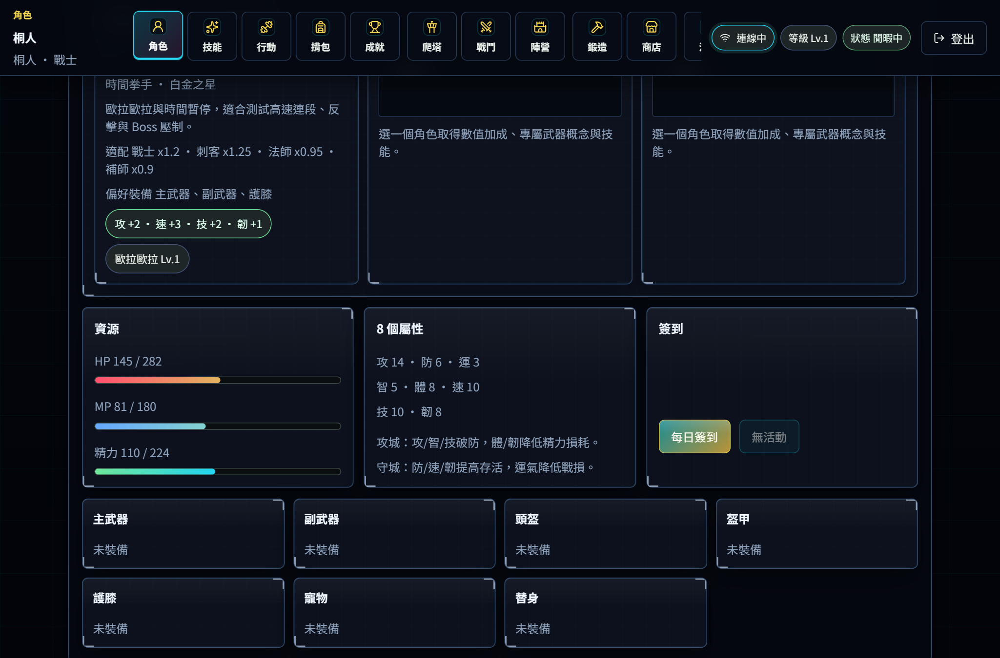 角色
桐人
桐人 · 戰士
角色
技能
行動
揹包
成就
爬塔
戰鬥
陣營
鍛造
商店
連線中
等級 Lv.1
狀態 閒暇中
登出
時間拳手 · 白金之星
歐拉歐拉與時間暫停，適合測試高速連段、反
擊與 Boss 壓制。
適配 戰士 x1.2 · 刺客 x1.25 · 法師 x0.95 ·
補師 x0.9
偏好裝備 主武器、副武器、護膝
攻 +2 · 速 +3 · 技 +2 · 韌 +1
歐拉歐拉 Lv.1
選一個角色取得數值加成、專屬武器概念與技
能。
選一個角色取得數值加成、專屬武器概念與技
能。
資源
HP 145 / 282
MP 81 / 180
精力 110 / 224
8 個屬性
攻 14 · 防 6 · 運 3
智 5 · 體 8 · 速 10
技 10 · 韌 8
攻城：攻/智/技破防，體/韌降低精力損耗。
守城：防/速/韌提高存活，運氣降低戰損。
簽到
每日簽到
無活動
主武器
未裝備
副武器
未裝備
頭盔
未裝備
盔甲
未裝備
護膝
未裝備
寵物
未裝備
替身
未裝備